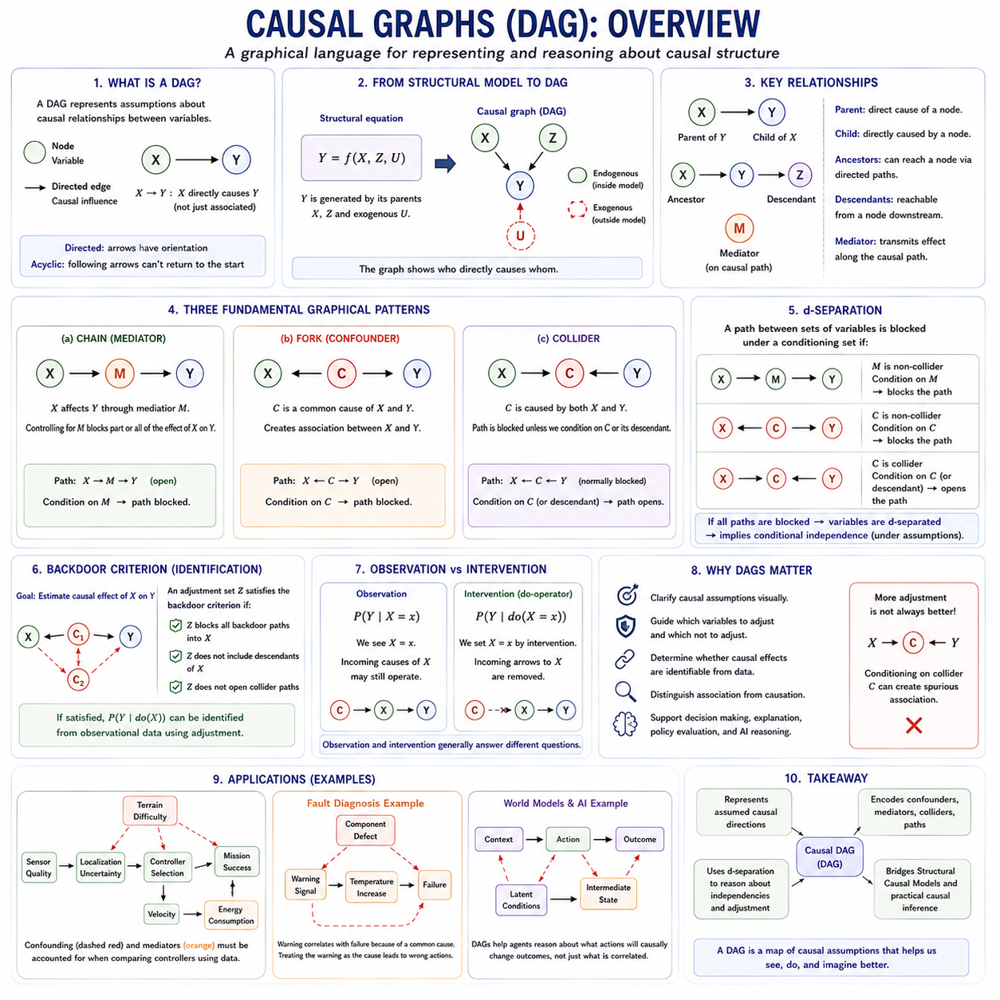 CAUSAL GRAPHS (DAG): OVERVIEW
A graphical language for representing and reasoning about causal structure
1. WHAT IS A DAG?
A DAG represents assumptions about
causal relationships between variables.
Node
Variable
Directed edge
Causal influence
X
Y
X → Y : X directly causes Y
(not just associated)
Directed: arrows have orientation
Acyclic: following arrows can't return to the start
2. FROM STRUCTURAL MODEL TO DAG
Structural equation
Y = f(X, Z, U)
Y is generated by its parents
X, Z and exogenous U.
Causal graph (DAG)
X
Z
Y
U
Endogenous
(inside model)
Exogenous
(outside model)
The graph shows who directly causes whom.
3. KEY RELATIONSHIPS
X
Y
Parent of Y
Child of X
X
Y
Z
Ancestor
Descendant
M
Mediator
(on causal path)
Parent: direct cause of a node.
Child: directly caused by a node.
Ancestors: can reach a node via
directed paths.
Descendants: reachable
from a node downstream.
Mediator: transmits effect
along the causal path.
4. THREE FUNDAMENTAL GRAPHICAL PATTERNS
(a) CHAIN (MEDIATOR)
X
M
Y
X affects Y through mediatior M.
Controlling for M blocks part or all of the effect of X on Y.
Path: X → M → Y (open)
Condition on M → path blocked.
(b) FORK (CONFOUNDER)
X
C
Y
C is a common cause of X and Y.
Creates association between X and Y.
Path: X ← C → Y (open)
Condition on C → path blocked.
(c) COLLIDER
X
C
Y
C is caused by both X and Y.
Path is blocked unless we condition on C or its descendant.
Path: X ← C ← Y (normally blocked)
Condition on C (or descendant) → path opens.
5. d-SEPARATION
A path between sets of variables is blocked
under a conditioning set if:
X
M
Y
M is non-collider
Condition on M
→ blocks the path
X
C
Y
C is non-collider
Condition on C
→ blocks the path
X
C
Y
C is collider
Condition on C (or
descendant) → opens
the path
If all paths are blocked → variables are d-separated
→ implies conditional independence (under assumptions).
6. BACKDOOR CRITERION (IDENTIFICATION)
Goal: Estimate causal effect of X on Y
X
C1
Y
C2
An adjustment set Z satisfies the
backdoor criterion if:
Z blocks all backdoor paths
into X
Z does not include descendants
of X
Z does not open collider paths
If satisfied, P(Y | do(X)) can be identified
from observational data using adjustment.
7. OBSERVATION vs INTERVENTION
Observation
P(Y | X = x)
We see X = x.
Incoming causes of X
may still operate.
C
X
Y
Intervention (do-operator)
P(Y | do(X = x))
We set X = x by intervention.
Incoming arrows to X
are removed.
C
X
Y
Observation and intervention generally answer different questions.
8. WHY DAGS MATTER
Clarify causal assumptions visually.
Guide which variables to adjust
and which not to adjust.
Determine whether causal effects
are identifiable from data.
Distinguish association from causation.
Support decision making, explanation,
policy evaluation, and AI reasoning.
More adjustment
is not always better!
X → C ← Y
Conditioning on collider
C can create spurious
association.
9. APPLICATIONS (EXAMPLES)
Terrain
Difficulty
Sensor
Quality
Localization
Uncertainty
Controller
Selection
Mission
Success
Velocity
Energy
Consumption
Confounding (dashed red) and mediators (orange) must be
accounted for when comparing controllers using data.
Fault Diagnosis Example
Component
Defect
Warning
Signal
Temperature
Increase
Failure
Warning correlates with failure because of a common cause.
Treating the warning as the cause leads to wrong actions.
World Models & AI Example
Context
Action
Outcome
Latent
Conditions
Intermediate
State
DAGs help agents reason about what actions will causally
change outcomes, not just what is correlated.
10. TAKEAWAY
Represents
assumed causal
directions
Encodes confounders,
mediators, colliders,
paths
Causal DAG
(DAG)
Uses d-separation
to reason about
independencies
and adjustment
Bridges Structural
Causal Models and
practical causal
inference
A DAG is a map of causal assumptions that helps us
see, do, and imagine better.